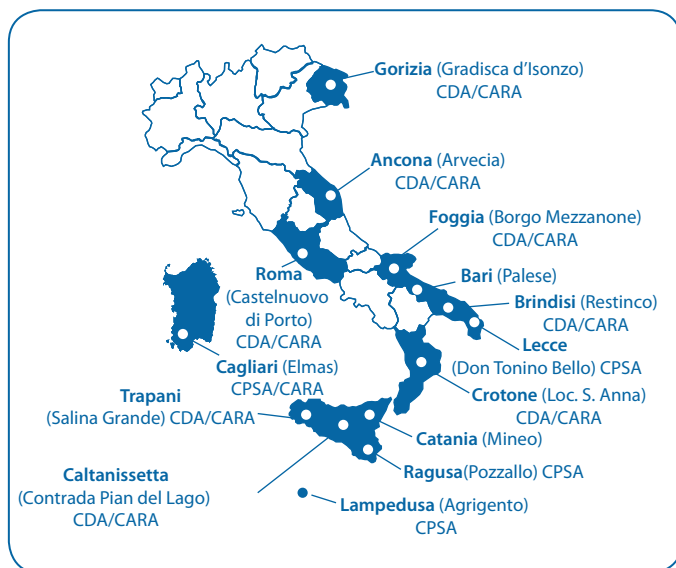 Gorizia (Gradisca d'Isonzo)
CDA/CARA
Ancona (Arvecia)
CDA/CARA
Foggia (Borgo Mezzanone)
CDA/CARA
Bari (Palese)
Brindisi (Restinco)
CDA/CARA
Lecce
(Don Tonino Bello) CPSA
Crotone (Loc. S. Anna)
CDA/CARA
Roma
(Castelnuovo
di Porto)
CDA/CARA
Cagliari (Elmas)
CPSA/CARA
Trapani
(Salina Grande) CDA/CARA
Catania (Mineo)
Ragusa(Pozzallo) CPSA
Caltanissetta
(Contrada Pian del Lago)
CDA/CARA
Lampedusa (Agrigento)
CPSA